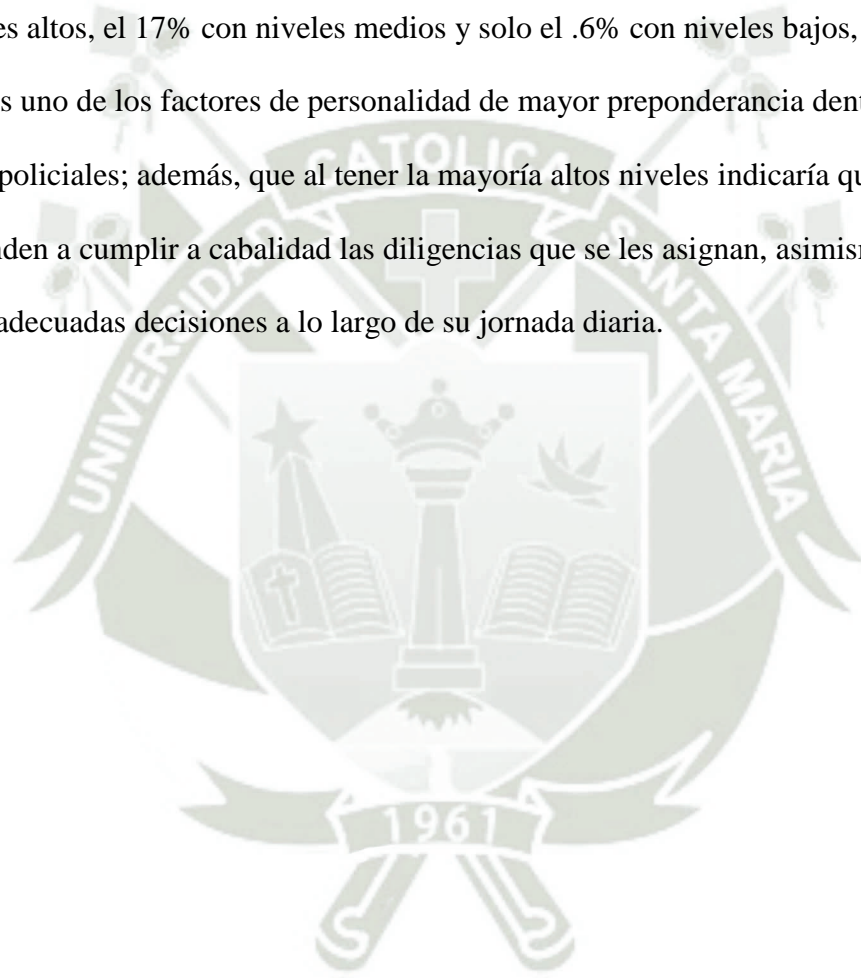 es altos, el 17% con niveles medios y solo el .6% con niveles bajos,
s uno de los factores de personalidad de mayor preponderancia dent
policiales; además, que al tener la mayoría altos niveles indicaría qu
nden a cumplir a cabalidad las diligencias que se les asignan, asimis
adecuadas decisiones a lo largo de su jornada diaria.
UNIVERSIDAD CATOLICA SANTA MARIA
1961